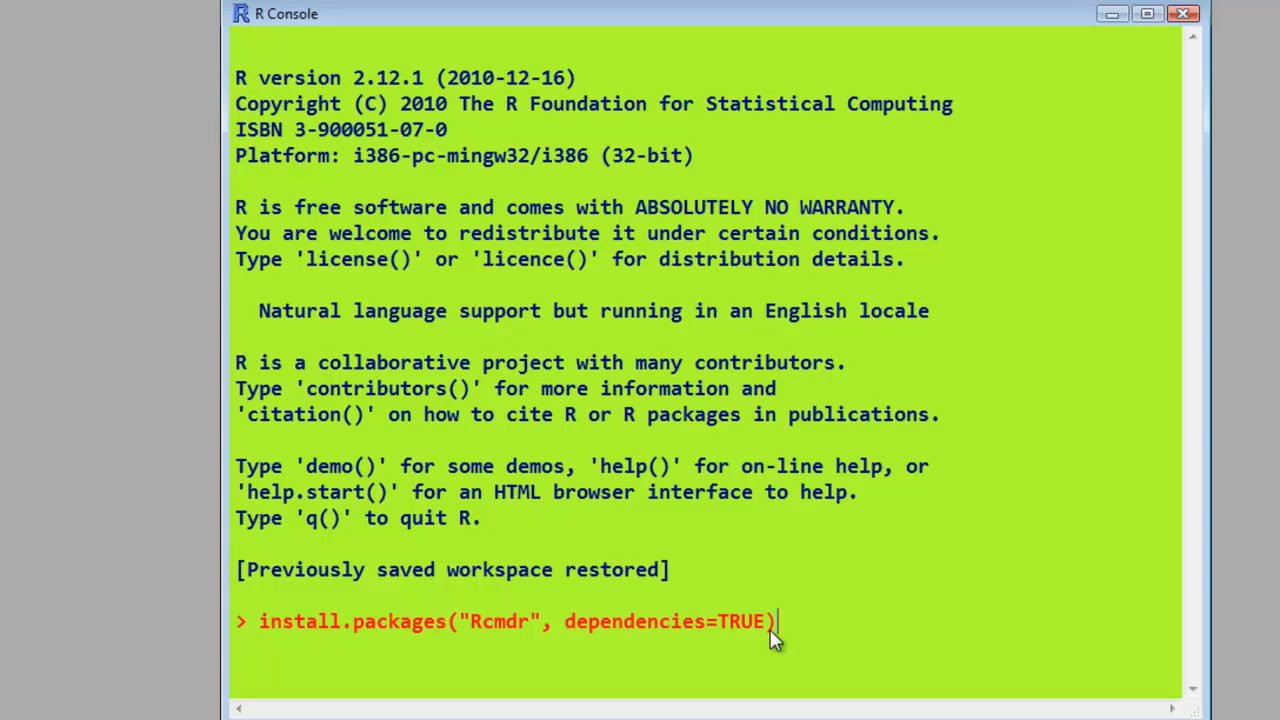 R Console
R version 2.12.1 (2010-12-16)
Copyright (C) 2010 The R Foundation for Statistical Computing
ISBN 3-900051-07-0
Platform: i386-pc-mingw32/i386 (32-bit)
R is free software and comes with ABSOLUTELY NO WARRANTY.
You are welcome to redistribute it under certain conditions.
Type 'license()' or 'licence()' for distribution details.
Natural language support but running in an English locale
R is a collaborative project with many contributors.
Type 'contributors()' for more information and
'citation()' on how to cite R or R packages in publications.
Type 'demo()' for some demos, 'help()' for on-line help, or
'help.start()' for an HTML browser interface to help.
Type 'q()' to quit R.
[Previously saved workspace restored]
> install.packages("Rcmdr", dependencies=TRUE)